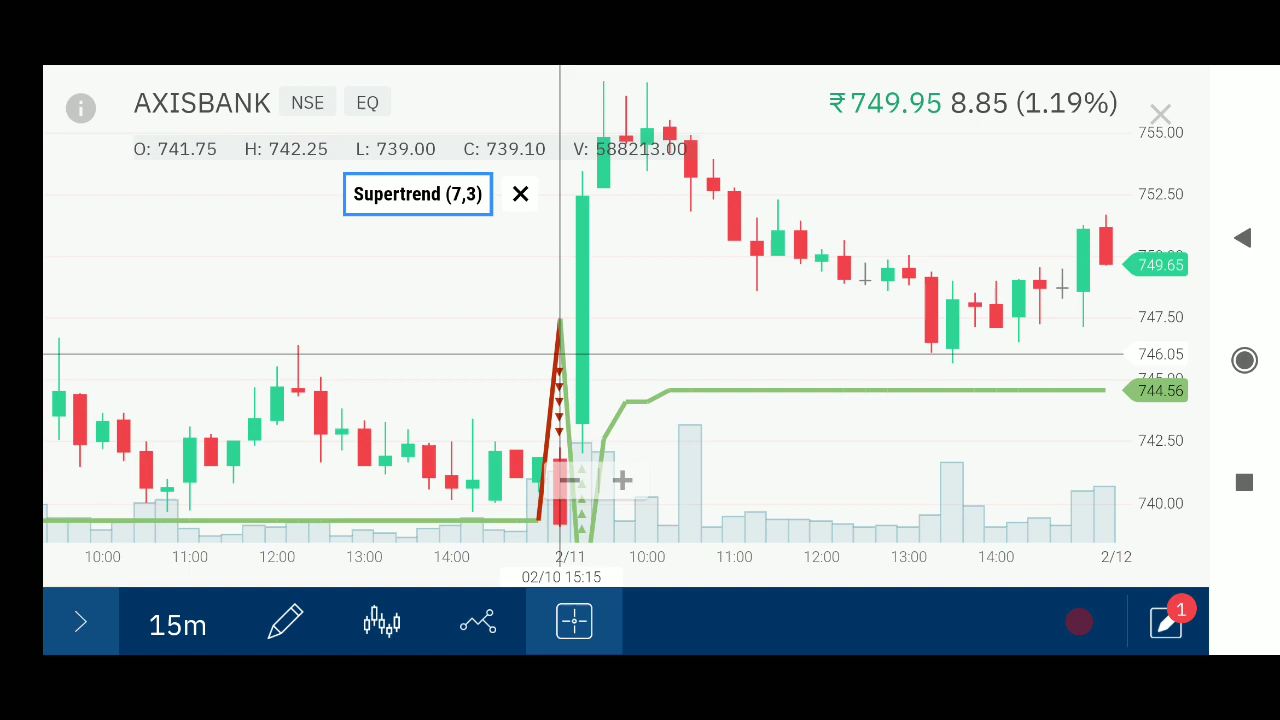 AXISBANK NSE EQ ₹749.95 8.85 (1.19%)
O: 741.75 H: 742.25 L: 739.00 C: 739.10 V: 588213.00
Supertrend (7,3)
755.00
752.50
749.65
747.50
746.05
745.00
744.56
742.50
740.00
10:00 11:00 12:00 13:00 14:00 2/11 10:00 11:00 12:00 13:00 14:00 2/12
02/10 15:15
15m
1